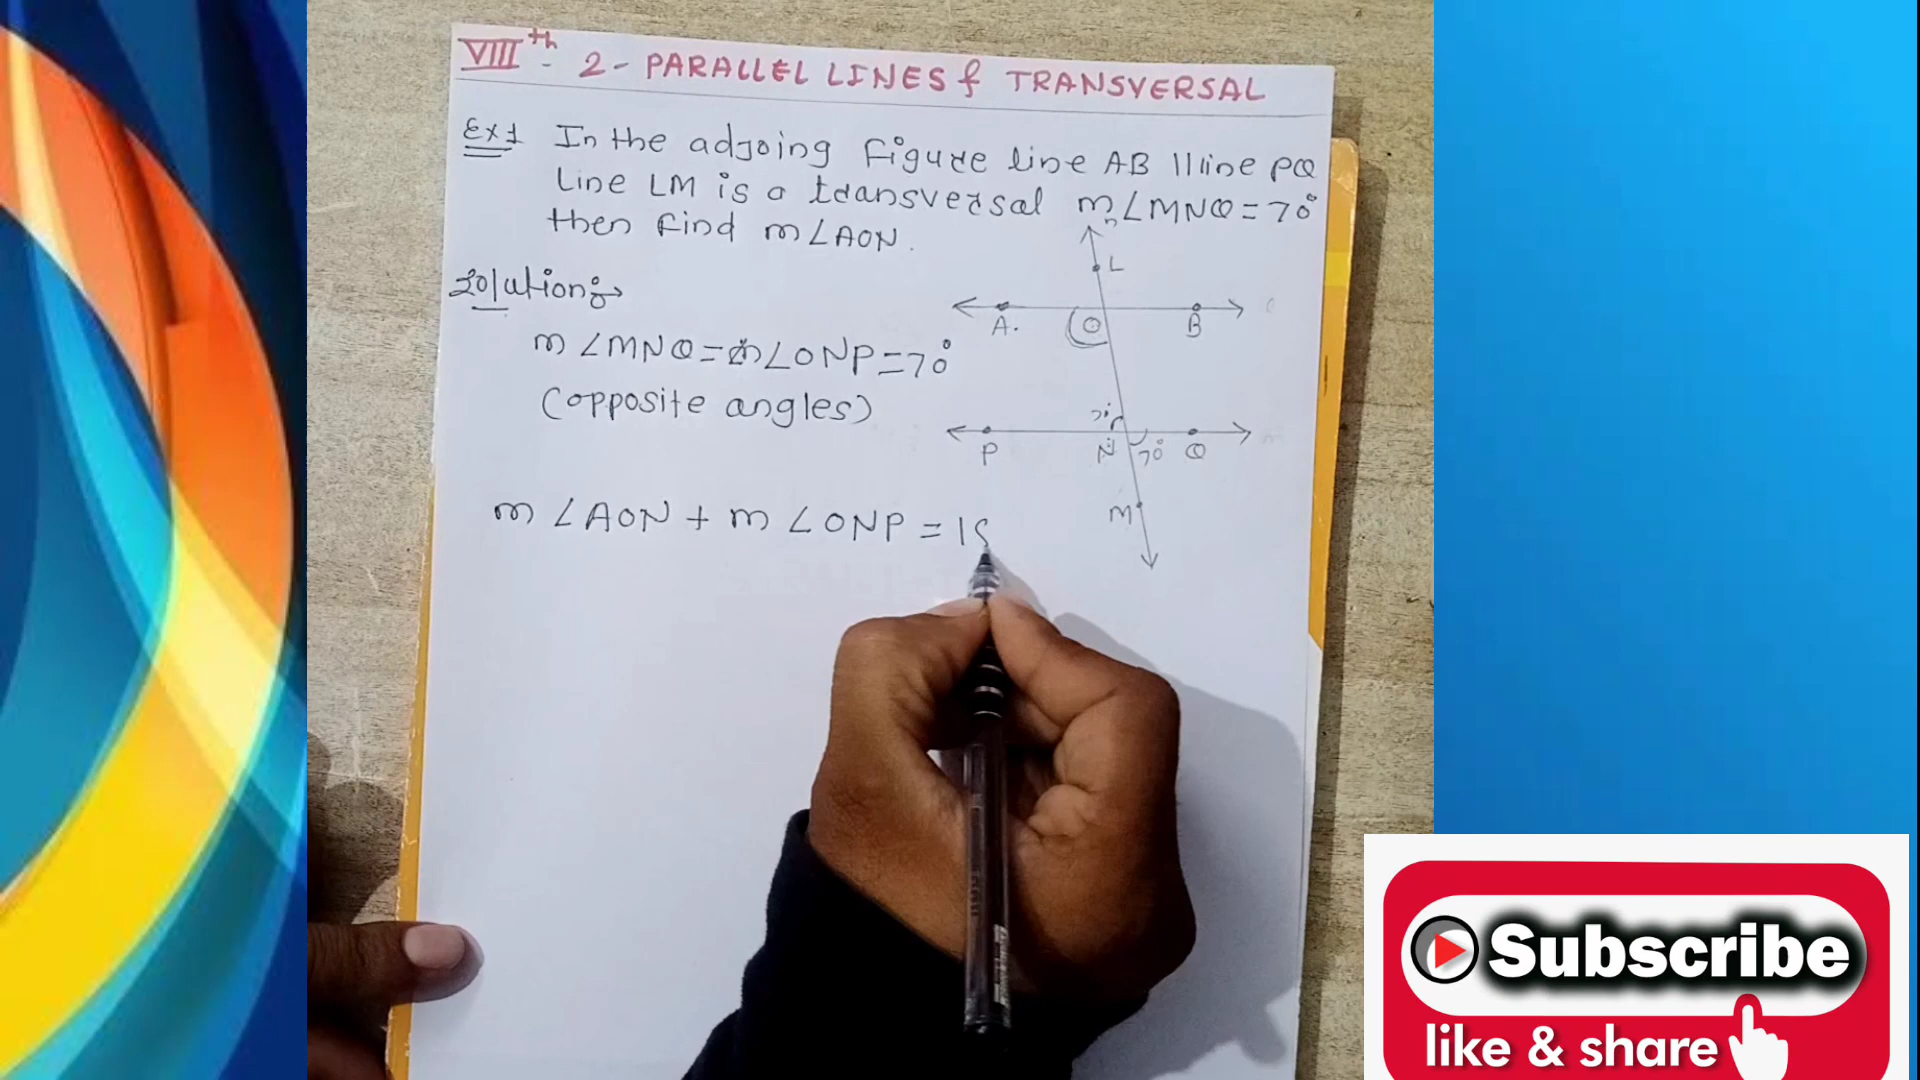 VIIIth - 2 - PARALLEL LINES & TRANSVERSAL
Ex 1 In the adjoing Figure line AB || line PQ
Line LM is a transversal m∠MNQ = 70°
then find m∠AON.
Solution:→
m∠MNQ = m∠ONP = 70°
(opposite angles)
m∠AON + m∠ONP = 18
L
A.
O
B
P
N
70°
Q
M
Subscribe
like & share